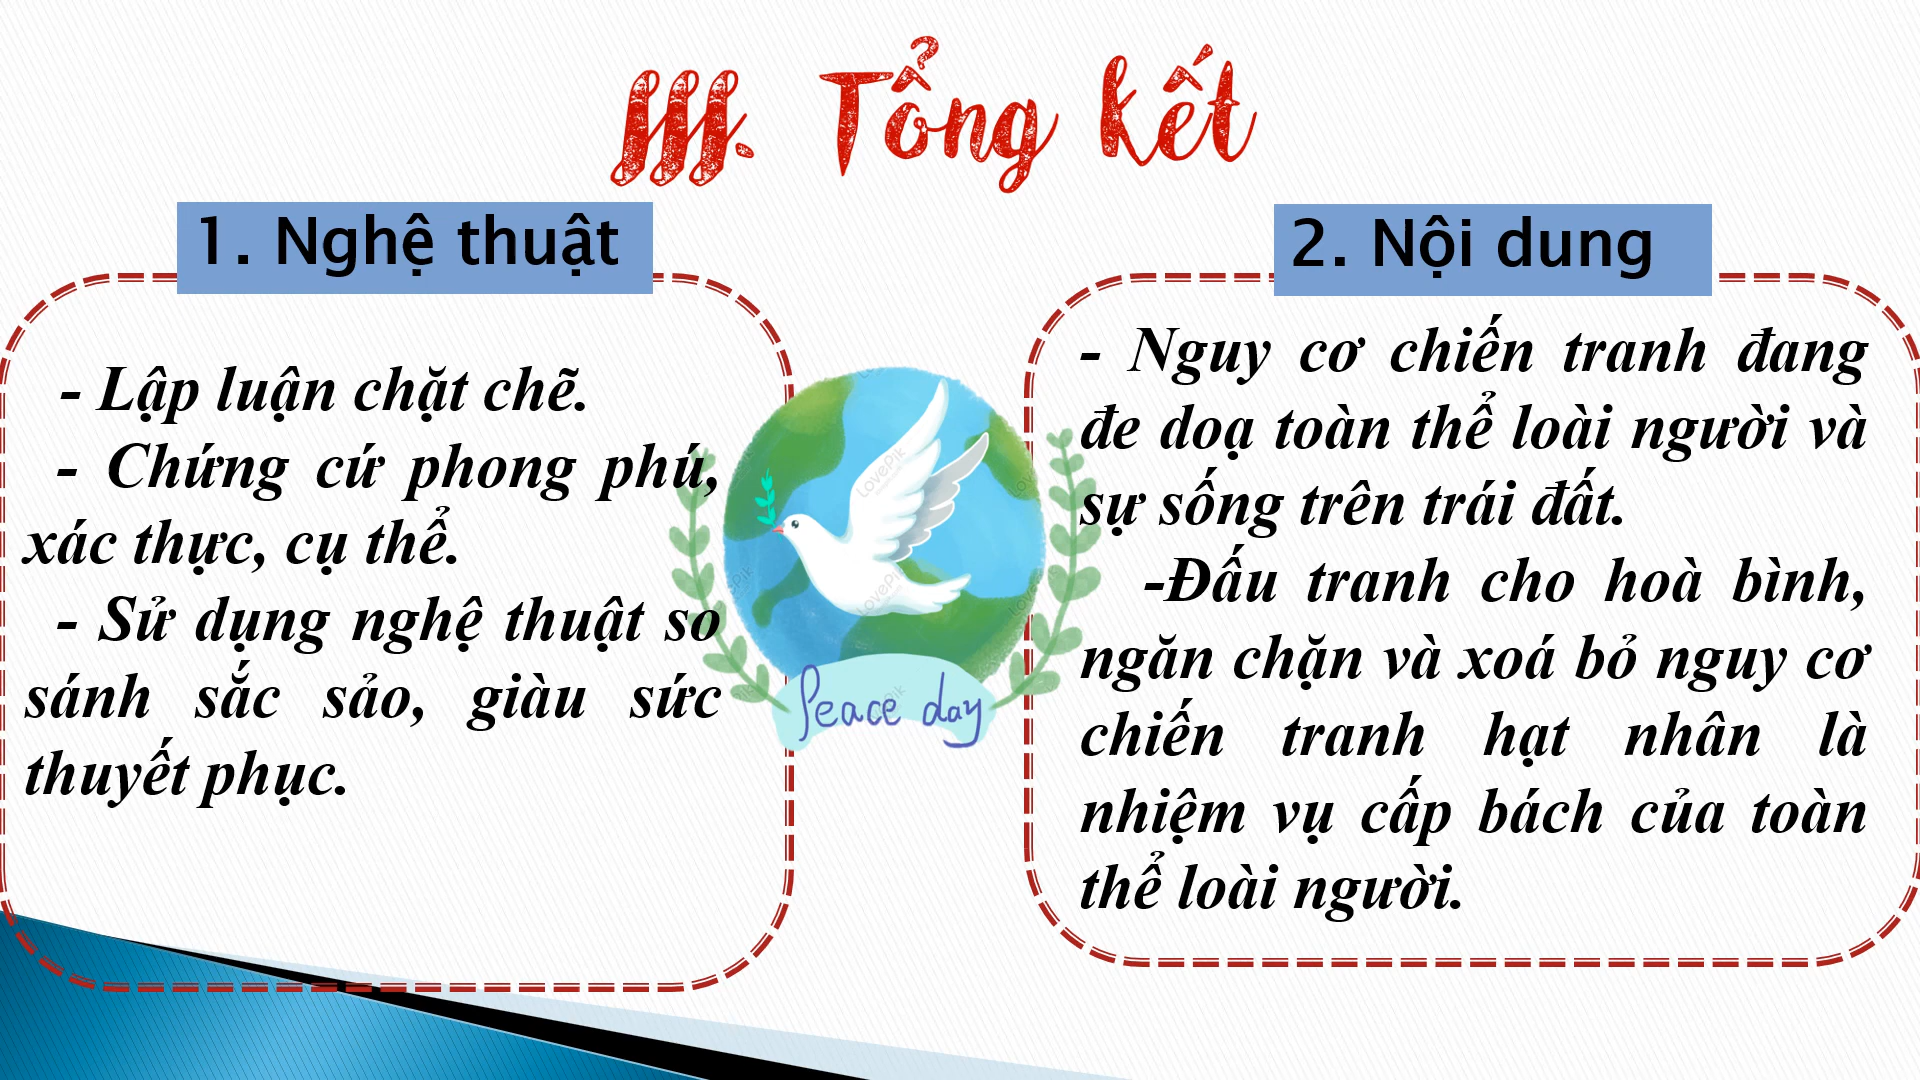 III. Tổng kết
1. Nghệ thuật
- Lập luận chặt chẽ.
- Chứng cứ phong phú,
xác thực, cụ thể.
- Sử dụng nghệ thuật so
sánh sắc sảo, giàu sức
thuyết phục.
Peace day
LovePik
LovePik
LovePik
2. Nội dung
- Nguy cơ chiến tranh đang
đe doạ toàn thể loài người và
sự sống trên trái đất.
-Đấu tranh cho hoà bình,
ngăn chặn và xoá bỏ nguy cơ
chiến tranh hạt nhân là
nhiệm vụ cấp bách của toàn
thể loài người.